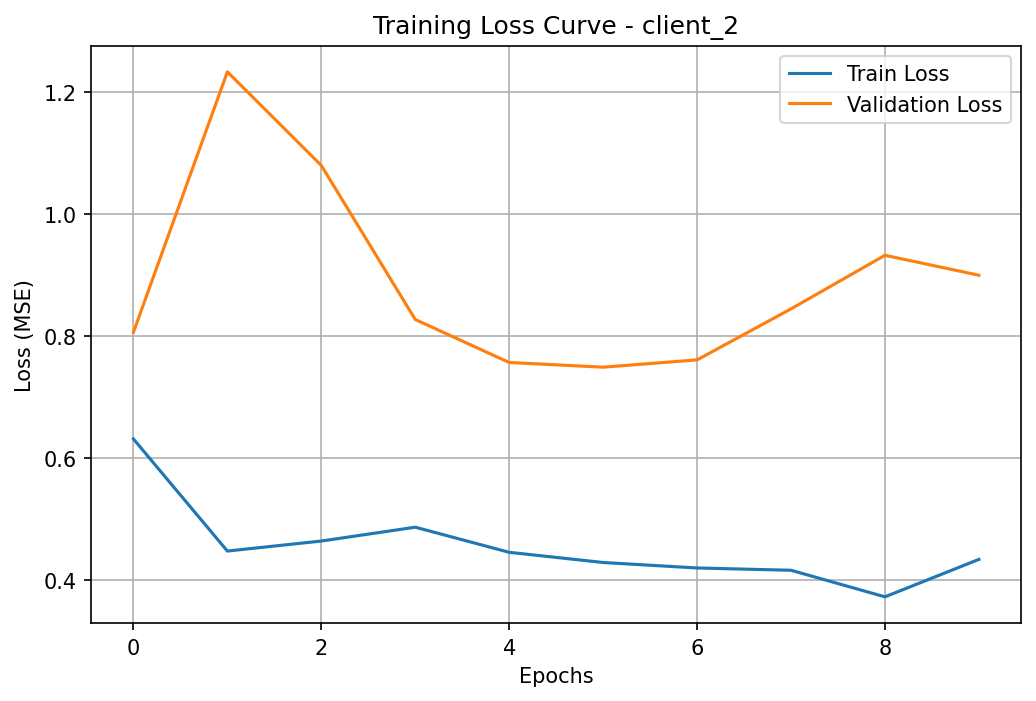 Training Loss Curve - client_2
Train Loss
Validation Loss
Loss (MSE)
1.2
1.0
0.8
0.6
0.4
0 2 4 6 8
Epochs